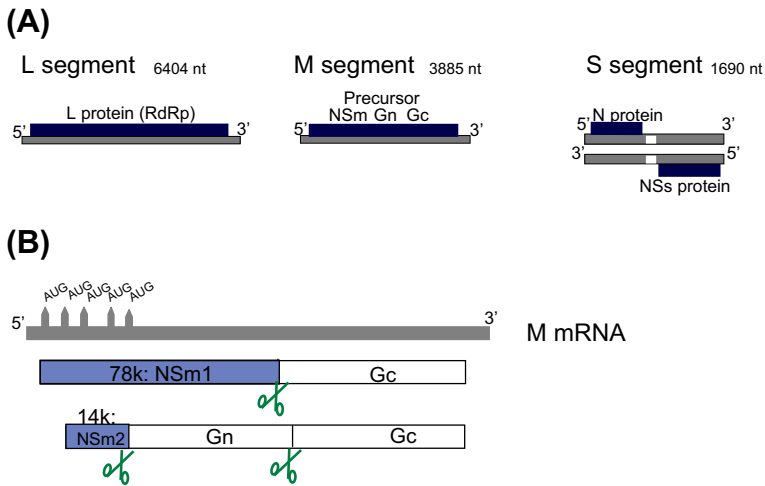 (A)
L segment 6404 nt
M segment 3885 nt
S segment 1690 nt
L protein (RdRp)
5’ 3’
Precursor
NSm Gn Gc
5’ 3’
N protein
5’ 3’
3’ 5’
NSs protein
(B)
AUG AUG AUG AUG AUG
5’ 3’
M mRNA
78k: NSm1 Gc
14k:
NSm2 Gn Gc